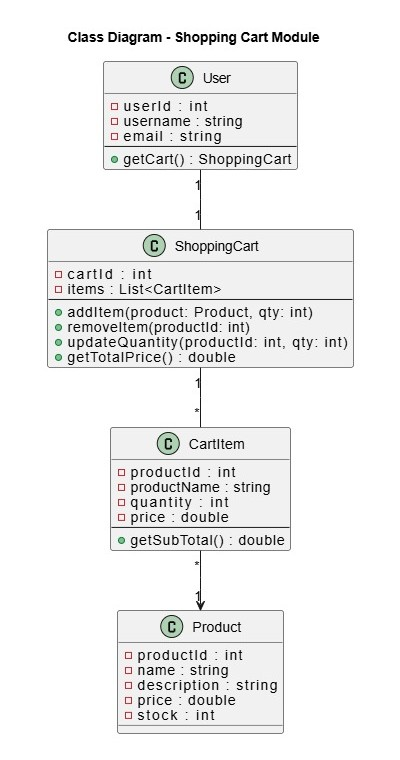 Class Diagram - Shopping Cart Module
C User
userId : int
username : string
email : string
getCart() : ShoppingCart
1
1
C ShoppingCart
cartId : int
items : List<CartItem>
addItem(product: Product, qty: int)
removeItem(productId: int)
updateQuantity(productId: int, qty: int)
getTotalPrice() : double
1
*
C CartItem
productId : int
productName : string
quantity : int
price : double
getSubTotal() : double
*
1
C Product
productId : int
name : string
description : string
price : double
stock : int